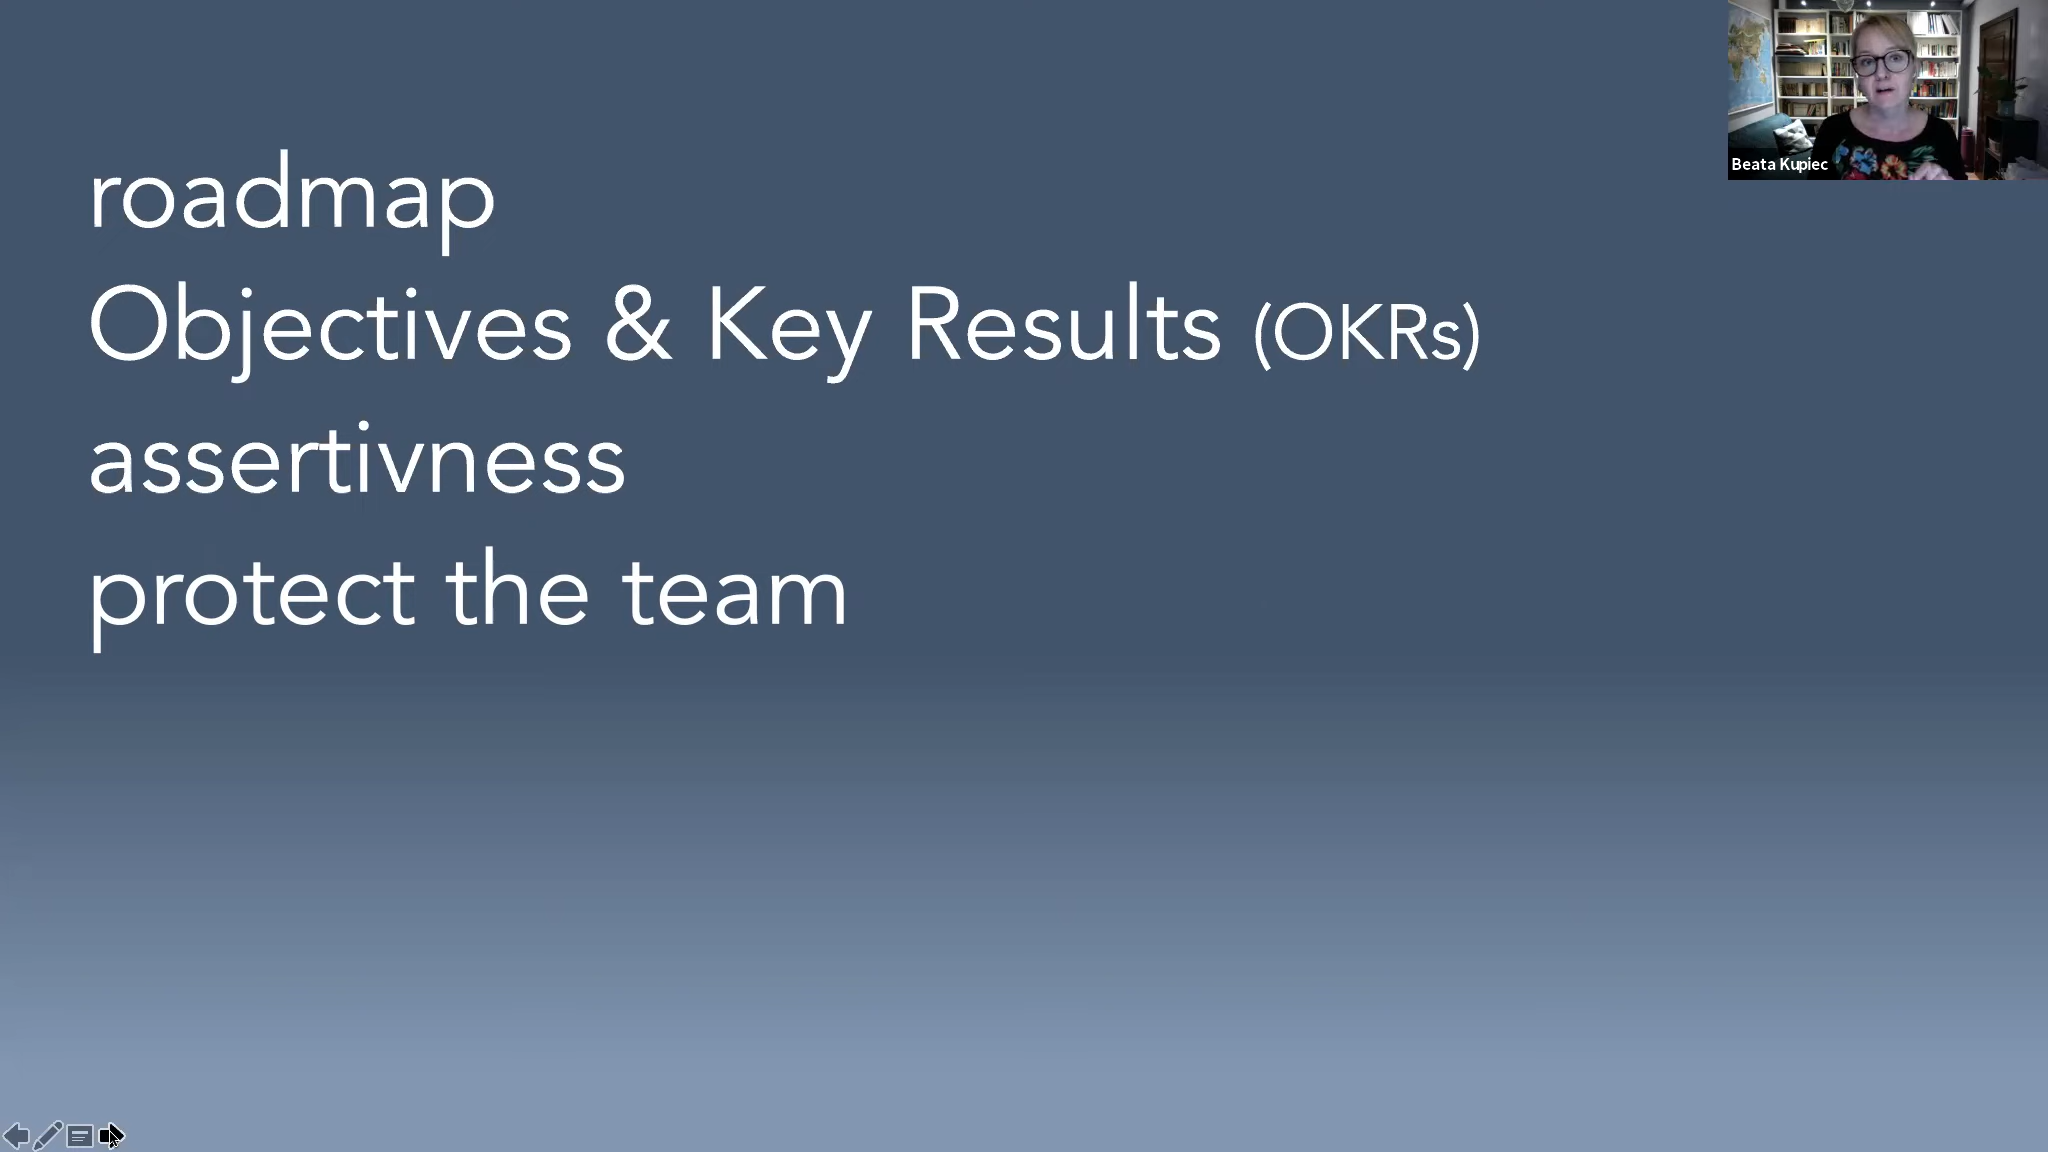 roadmap
Objectives & Key Results (OKRs)
assertivness
protect the team
Beata Kupiec